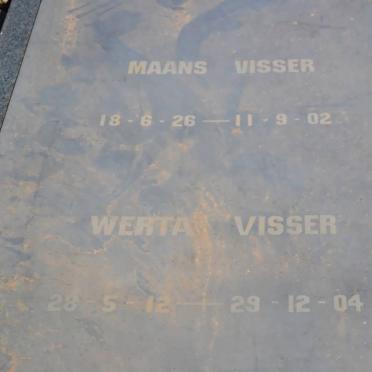 MAANS VISSER
18 - 6 - 26 — 11 - 9 - 02
WERTA VISSER
28 - 5 - 12 — 29 - 12 - 04